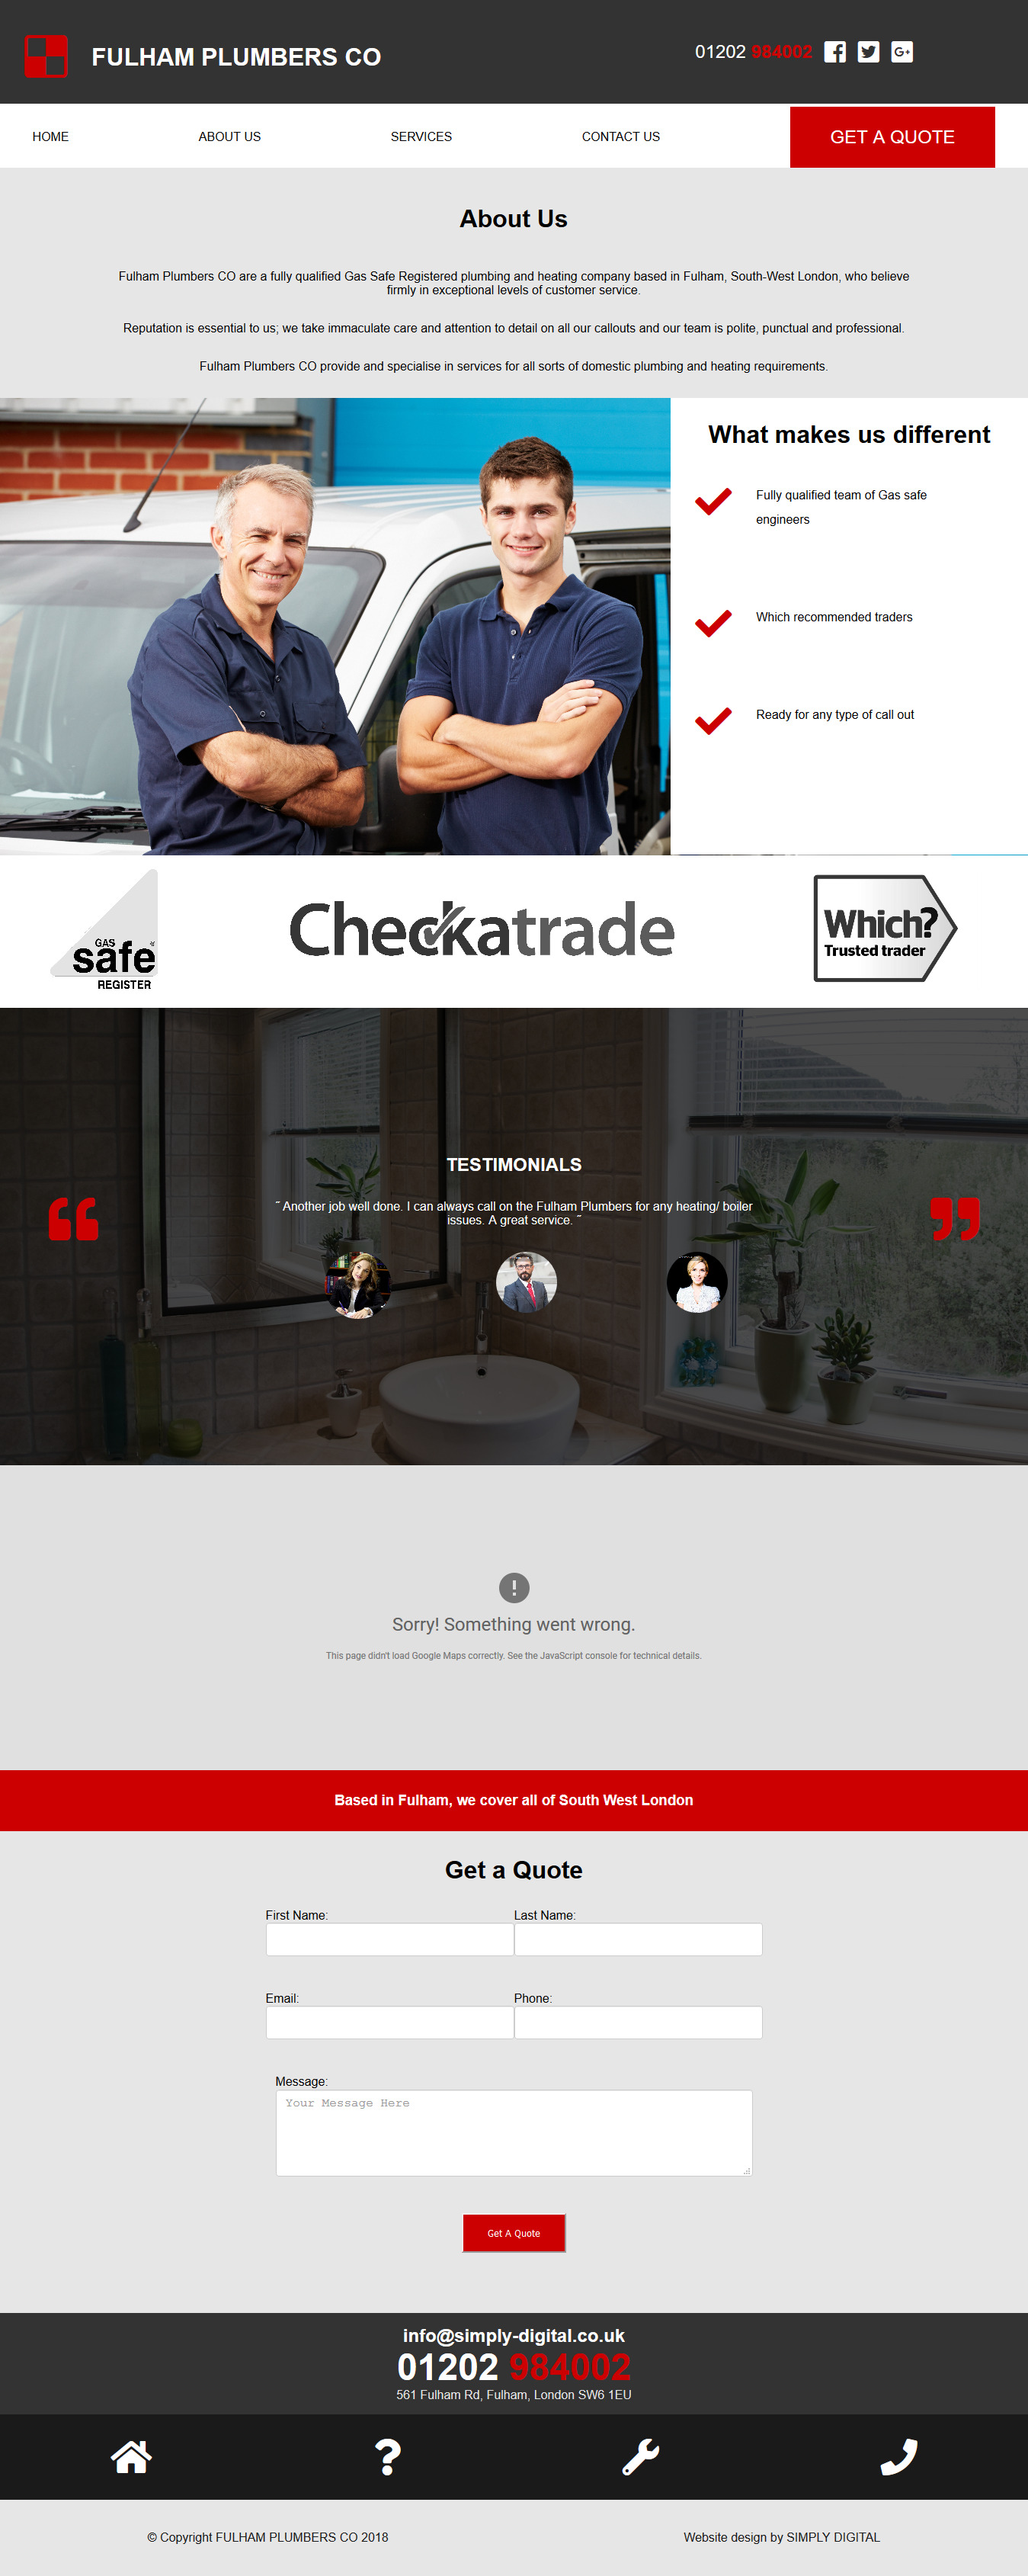 FULHAM PLUMBERS CO
01202 984002
HOME
ABOUT US
SERVICES
CONTACT US
GET A QUOTE
About Us
Fulham Plumbers CO are a fully qualified Gas Safe Registered plumbing and heating company based in Fulham, South-West London, who believe
firmly in exceptional levels of customer service.
Reputation is essential to us; we take immaculate care and attention to detail on all our callouts and our team is polite, punctual and professional.
Fulham Plumbers CO provide and specialise in services for all sorts of domestic plumbing and heating requirements.
What makes us different
Fully qualified team of Gas safe
engineers
Which recommended traders
Ready for any type of call out
GAS
safe
REGISTER
Checkatrade
Which?
Trusted trader
TESTIMONIALS
˝ Another job well done. I can always call on the Fulham Plumbers for any heating/ boiler
issues. A great service. ˝
Sorry! Something went wrong.
This page didn't load Google Maps correctly. See the JavaScript console for technical details.
Based in Fulham, we cover all of South West London
Get a Quote
First Name:
Last Name:
Email:
Phone:
Message:
Your Message Here
Get A Quote
info@simply-digital.co.uk
01202 984002
561 Fulham Rd, Fulham, London SW6 1EU
© Copyright FULHAM PLUMBERS CO 2018
Website design by SIMPLY DIGITAL